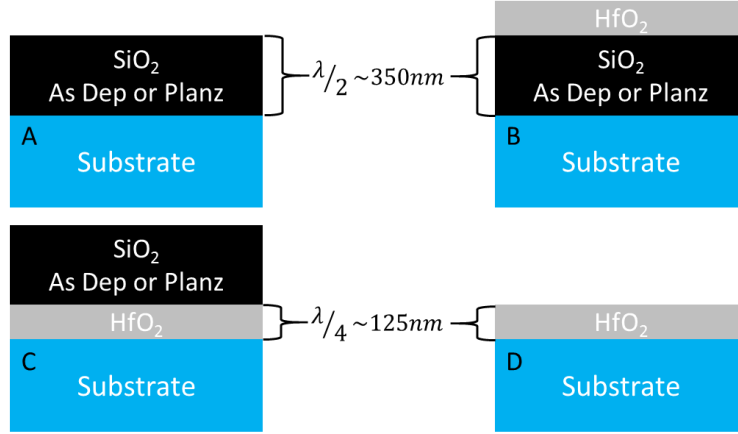 SiO₂
As Dep or Planz
A
Substrate
λ/2 ~350nm
HfO₂
SiO₂
As Dep or Planz
B
Substrate
SiO₂
As Dep or Planz
HfO₂
C
Substrate
λ/4 ~125nm
HfO₂
D
Substrate